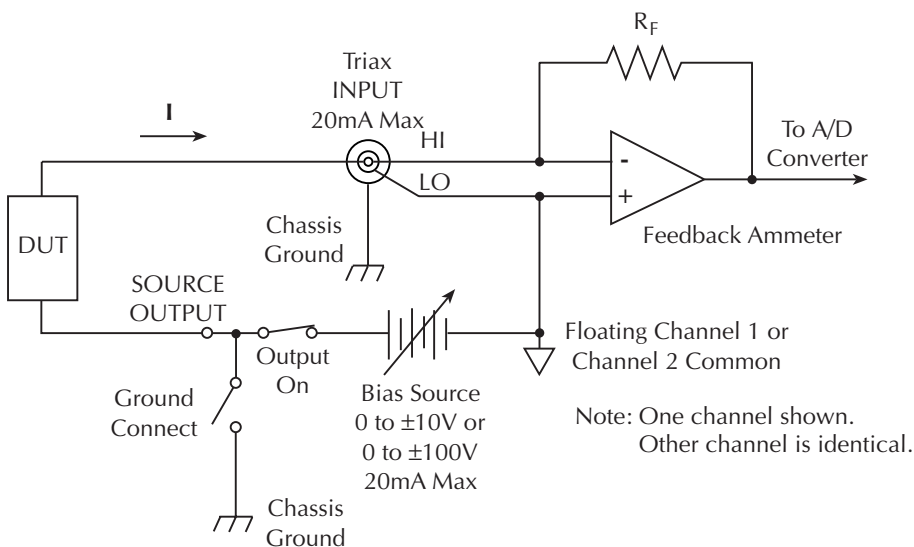 R_F
Triax
INPUT
20mA Max
I
HI
LO
-
+
To A/D
Converter
Feedback Ammeter
DUT
Chassis
Ground
SOURCE
OUTPUT
Output
On
Ground
Connect
Bias Source
0 to ±10V or
0 to ±100V
20mA Max
Floating Channel 1 or
Channel 2 Common
Note: One channel shown.
Other channel is identical.
Chassis
Ground